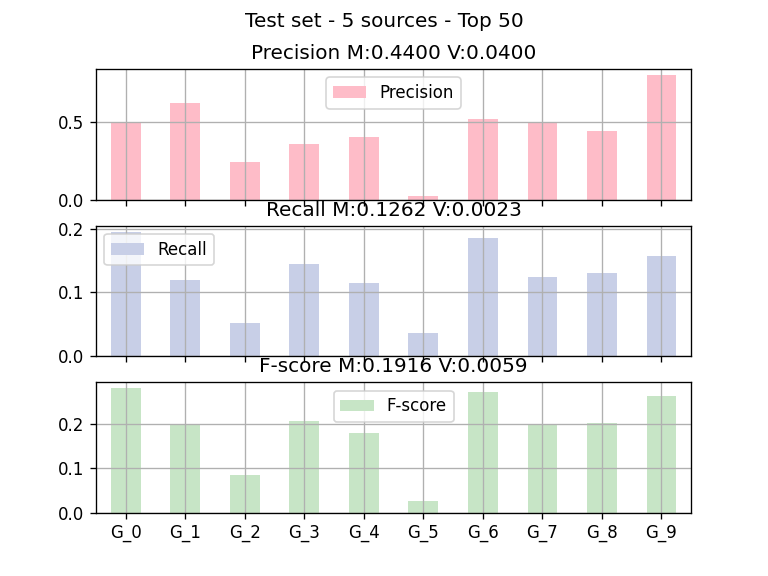 Test set - 5 sources - Top 50
Precision M:0.4400 V:0.0400
Precision
0.5
0.0
Recall M:0.1262 V:0.0023
0.2
Recall
0.1
0.0
F-score M:0.1916 V:0.0059
F-score
0.2
0.1
0.0
G_0 G_1 G_2 G_3 G_4 G_5 G_6 G_7 G_8 G_9